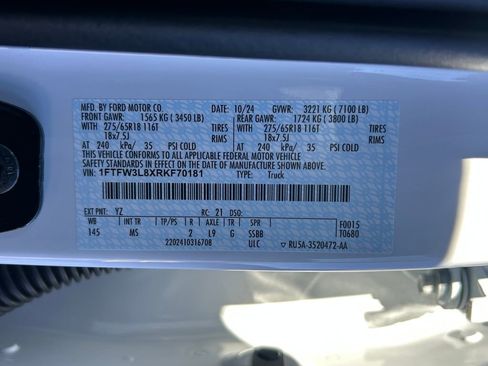 MFD. BY FORD MOTOR CO. 10/24 GVWR: 3221 KG (7100 LB)
FRONT GAWR: 1565 KG (3450 LB) REAR GAWR: 1724 KG (3800 LB)
WITH 275/65R18 116T TIRES WITH 275/65R18 116T TIRES
18x7.5J RIMS 18x7.5J RIMS
AT 240 kPa/ 35 PSI COLD AT 240 kPa/ 35 PSI COLD
THIS VEHICLE CONFORMS TO ALL APPLICABLE FEDERAL MOTOR VEHICLE
SAFETY STANDARDS IN EFFECT ON THE DATE OF MANUFACTURE SHOWN ABOVE.
VIN: 1FTFW3L8XRKF70181 TYPE: Truck
EXT PNT: YZ RC: 21 DSO:
WB INT TR TP/PS R AXLE TR SPR F0015
145 MS 2 L9 G SSBB T0680
2202410316708 ULC ▽ RU5A-3520472-AA